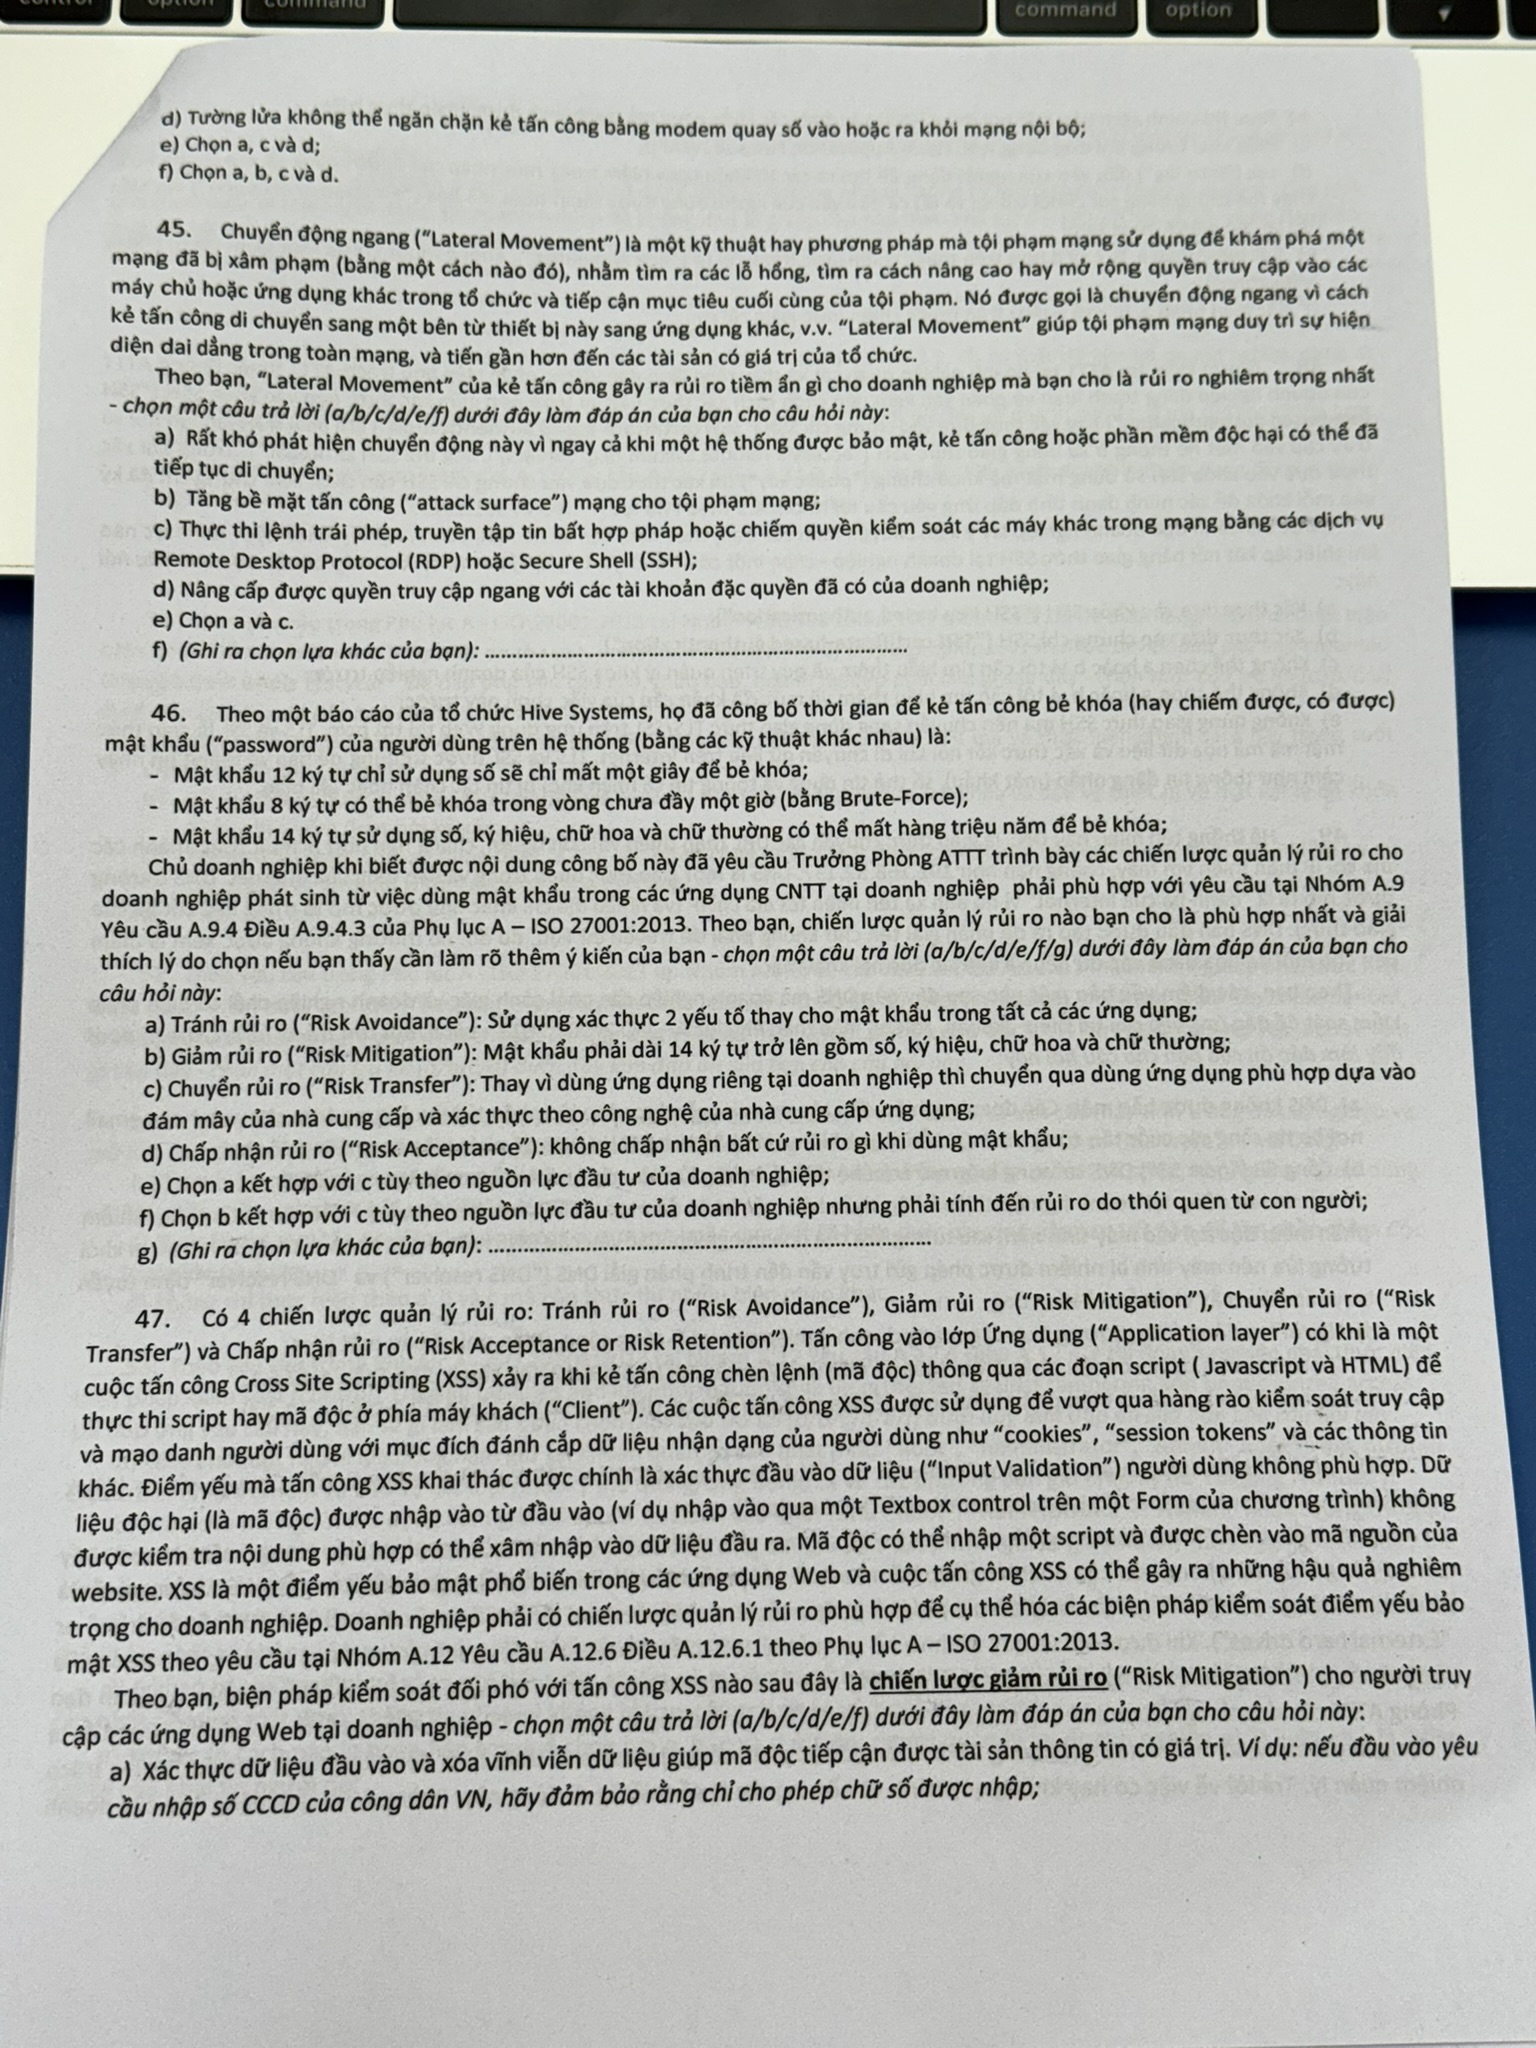 control
option
command
command
option
d) Tường lửa không thể ngăn chặn kẻ tấn công bằng modem quay số vào hoặc ra khỏi mạng nội bộ;
e) Chọn a, c và d;
f) Chọn a, b, c và d.
45. Chuyển động ngang (“Lateral Movement”) là một kỹ thuật hay phương pháp mà tội phạm mạng sử dụng để khám phá một
mạng đã bị xâm phạm (bằng một cách nào đó), nhằm tìm ra các lỗ hổng, tìm ra cách nâng cao hay mở rộng quyền truy cập vào các
máy chủ hoặc ứng dụng khác trong tổ chức và tiếp cận mục tiêu cuối cùng của tội phạm. Nó được gọi là chuyển động ngang vì cách
kẻ tấn công di chuyển sang một bên từ thiết bị này sang ứng dụng khác, v.v. “Lateral Movement” giúp tội phạm mạng duy trì sự hiện
diện dai dẳng trong toàn mạng, và tiến gần hơn đến các tài sản có giá trị của tổ chức.
Theo bạn, “Lateral Movement” của kẻ tấn công gây ra rủi ro tiềm ẩn gì cho doanh nghiệp mà bạn cho là rủi ro nghiêm trọng nhất
- chọn một câu trả lời (a/b/c/d/e/f) dưới đây làm đáp án của bạn cho câu hỏi này:
a) Rất khó phát hiện chuyển động này vì ngay cả khi một hệ thống được bảo mật, kẻ tấn công hoặc phần mềm độc hại có thể đã
tiếp tục di chuyển;
b) Tăng bề mặt tấn công (“attack surface”) mạng cho tội phạm mạng;
c) Thực thi lệnh trái phép, truyền tập tin bất hợp pháp hoặc chiếm quyền kiểm soát các máy khác trong mạng bằng các dịch vụ
Remote Desktop Protocol (RDP) hoặc Secure Shell (SSH);
d) Nâng cấp được quyền truy cập ngang với các tài khoản đặc quyền đã có của doanh nghiệp;
e) Chọn a và c.
f) (Ghi ra chọn lựa khác của bạn): ........................................................................
46. Theo một báo cáo của tổ chức Hive Systems, họ đã công bố thời gian để kẻ tấn công bẻ khóa (hay chiếm được, có được)
mật khẩu (“password”) của người dùng trên hệ thống (bằng các kỹ thuật khác nhau) là:
- Mật khẩu 12 ký tự chỉ sử dụng số sẽ chỉ mất một giây để bẻ khóa;
- Mật khẩu 8 ký tự có thể bẻ khóa trong vòng chưa đầy một giờ (bằng Brute-Force);
- Mật khẩu 14 ký tự sử dụng số, ký hiệu, chữ hoa và chữ thường có thể mất hàng triệu năm để bẻ khóa;
Chủ doanh nghiệp khi biết được nội dung công bố này đã yêu cầu Trưởng Phòng ATTT trình bày các chiến lược quản lý rủi ro cho
doanh nghiệp phát sinh từ việc dùng mật khẩu trong các ứng dụng CNTT tại doanh nghiệp phải phù hợp với yêu cầu tại Nhóm A.9
Yêu cầu A.9.4 Điều A.9.4.3 của Phụ lục A – ISO 27001:2013. Theo bạn, chiến lược quản lý rủi ro nào bạn cho là phù hợp nhất và giải
thích lý do chọn nếu bạn thấy cần làm rõ thêm ý kiến của bạn - chọn một câu trả lời (a/b/c/d/e/f/g) dưới đây làm đáp án của bạn cho
câu hỏi này:
a) Tránh rủi ro (“Risk Avoidance”): Sử dụng xác thực 2 yếu tố thay cho mật khẩu trong tất cả các ứng dụng;
b) Giảm rủi ro (“Risk Mitigation”): Mật khẩu phải dài 14 ký tự trở lên gồm số, ký hiệu, chữ hoa và chữ thường;
c) Chuyển rủi ro (“Risk Transfer”): Thay vì dùng ứng dụng riêng tại doanh nghiệp thì chuyển qua dùng ứng dụng phù hợp dựa vào
đám mây của nhà cung cấp và xác thực theo công nghệ của nhà cung cấp ứng dụng;
d) Chấp nhận rủi ro (“Risk Acceptance”): không chấp nhận bất cứ rủi ro gì khi dùng mật khẩu;
e) Chọn a kết hợp với c tùy theo nguồn lực đầu tư của doanh nghiệp;
f) Chọn b kết hợp với c tùy theo nguồn lực đầu tư của doanh nghiệp nhưng phải tính đến rủi ro do thói quen từ con người;
g) (Ghi ra chọn lựa khác của bạn): ........................................................................
47. Có 4 chiến lược quản lý rủi ro: Tránh rủi ro (“Risk Avoidance”), Giảm rủi ro (“Risk Mitigation”), Chuyển rủi ro (“Risk
Transfer”) và Chấp nhận rủi ro (“Risk Acceptance or Risk Retention”). Tấn công vào lớp Ứng dụng (“Application layer”) có khi là một
cuộc tấn công Cross Site Scripting (XSS) xảy ra khi kẻ tấn công chèn lệnh (mã độc) thông qua các đoạn script ( Javascript và HTML) để
thực thi script hay mã độc ở phía máy khách (“Client”). Các cuộc tấn công XSS được sử dụng để vượt qua hàng rào kiểm soát truy cập
và mạo danh người dùng với mục đích đánh cắp dữ liệu nhận dạng của người dùng như “cookies”, “session tokens” và các thông tin
khác. Điểm yếu mà tấn công XSS khai thác được chính là xác thực đầu vào dữ liệu (“Input Validation”) người dùng không phù hợp. Dữ
liệu độc hại (là mã độc) được nhập vào từ đầu vào (ví dụ nhập vào qua một Textbox control trên một Form của chương trình) không
được kiểm tra nội dung phù hợp có thể xâm nhập vào dữ liệu đầu ra. Mã độc có thể nhập một script và được chèn vào mã nguồn của
website. XSS là một điểm yếu bảo mật phổ biến trong các ứng dụng Web và cuộc tấn công XSS có thể gây ra những hậu quả nghiêm
trọng cho doanh nghiệp. Doanh nghiệp phải có chiến lược quản lý rủi ro phù hợp để cụ thể hóa các biện pháp kiểm soát điểm yếu bảo
mật XSS theo yêu cầu tại Nhóm A.12 Yêu cầu A.12.6 Điều A.12.6.1 theo Phụ lục A – ISO 27001:2013.
Theo bạn, biện pháp kiểm soát đối phó với tấn công XSS nào sau đây là chiến lược giảm rủi ro (“Risk Mitigation”) cho người truy
cập các ứng dụng Web tại doanh nghiệp - chọn một câu trả lời (a/b/c/d/e/f) dưới đây làm đáp án của bạn cho câu hỏi này:
a) Xác thực dữ liệu đầu vào và xóa vĩnh viễn dữ liệu giúp mã độc tiếp cận được tài sản thông tin có giá trị. Ví dụ: nếu đầu vào yêu
cầu nhập số CCCD của công dân VN, hãy đảm bảo rằng chỉ cho phép chữ số được nhập;